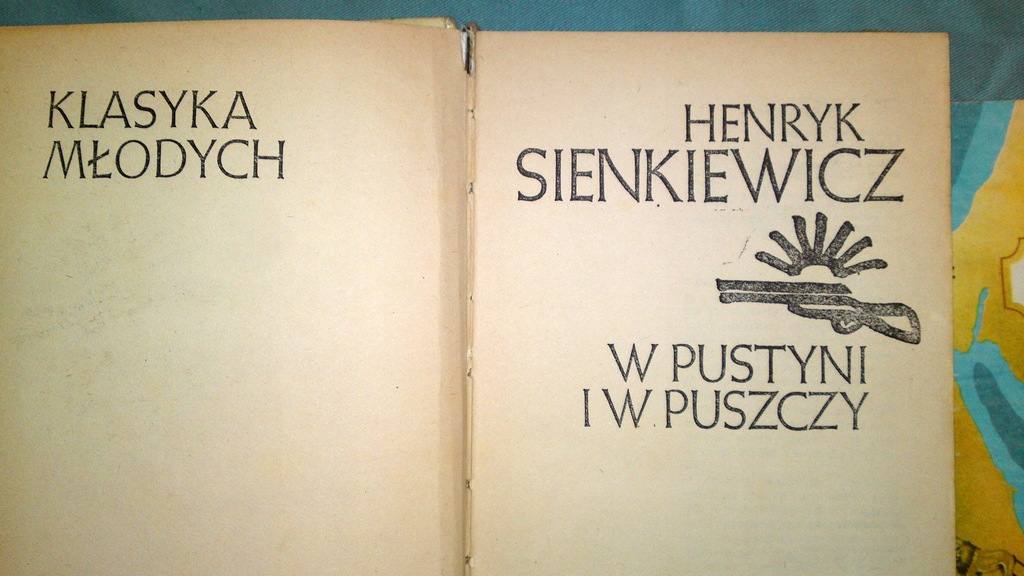 KLASYKA
MŁODYCH
HENRYK
SIENKIEWICZ
W PUSTYNI
I W PUSZCZY